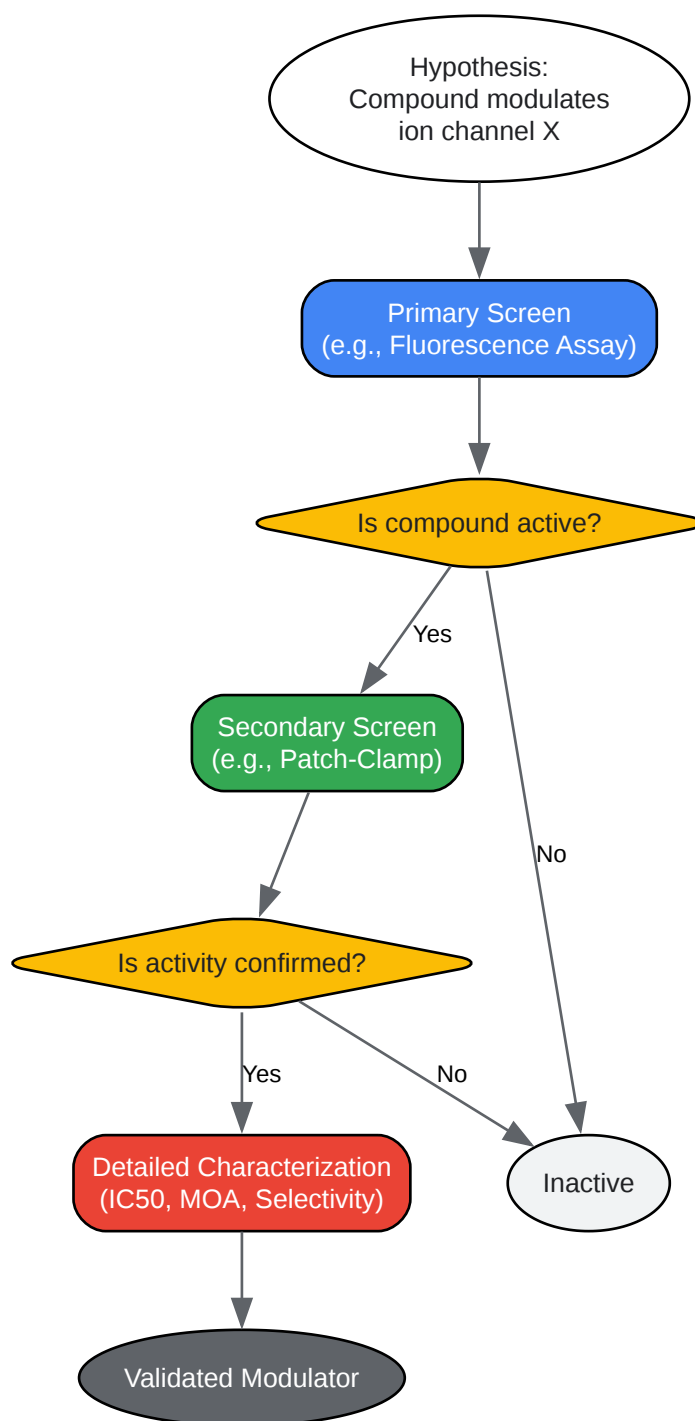 Hypothesis:
Compound modulates
ion channel X
Primary Screen
(e.g., Fluorescence Assay)
Is compound active?
Yes
Secondary Screen
(e.g., Patch-Clamp)
No
Is activity confirmed?
Yes
No
Detailed Characterization
(IC50, MOA, Selectivity)
Inactive
Validated Modulator